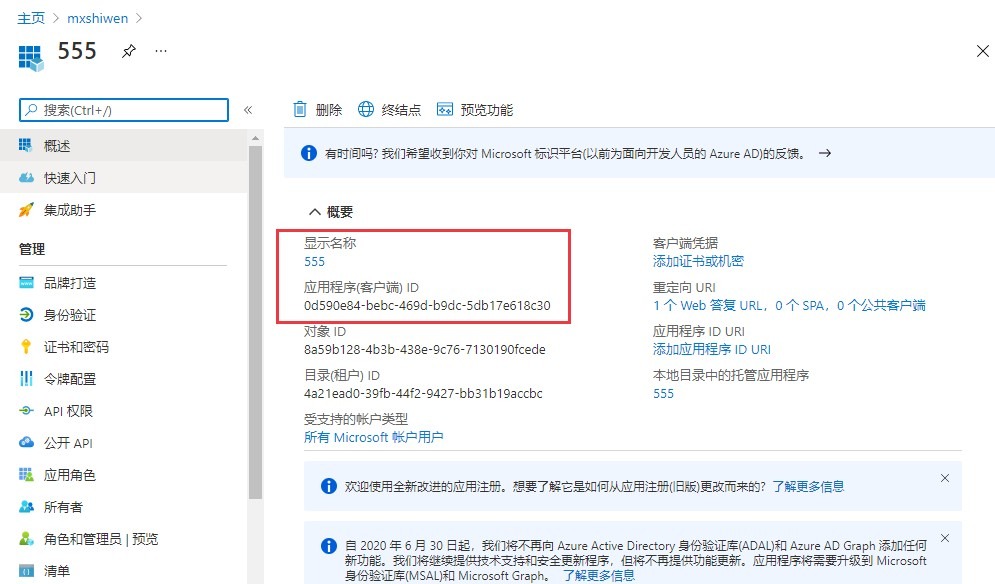 主页 > mxshiwen >
555 ...
搜索(Ctrl+/) «
概述
快速入门
集成助手
管理
品牌打造
身份验证
证书和密码
令牌配置
API 权限
公开 API
应用角色
所有者
角色和管理员 | 预览
清单
删除 终结点 预览功能
有时间吗? 我们希望收到你对 Microsoft 标识平台(以前为面向开发人员的 Azure AD)的反馈。 →
概要
显示名称
555
应用程序(客户端) ID
0d590e84-bebc-469d-b9dc-5db17e618c30
对象 ID
8a59b128-4b3b-438e-9c76-7130190fcede
目录(租户) ID
4a21ead0-39fb-44f2-9427-bb31b19accbc
受支持的帐户类型
所有 Microsoft 帐户用户
客户端凭据
添加证书或机密
重定向 URI
1 个 Web 答复 URL，0 个 SPA，0 个公共客户端
应用程序 ID URI
添加应用程序 ID URI
本地目录中的托管应用程序
555
欢迎使用全新改进的应用注册。想要了解它是如何从应用注册(旧版)更改而来的? 了解更多信息
自 2020 年 6 月 30 日起，我们将不再向 Azure Active Directory 身份验证库(ADAL)和 Azure AD Graph 添加任何
新功能。我们将继续提供技术支持和安全更新程序，但将不再提供功能更新。应用程序将需要升级到 Microsoft
身份验证库(MSAL)和 Microsoft Graph。 了解更多信息